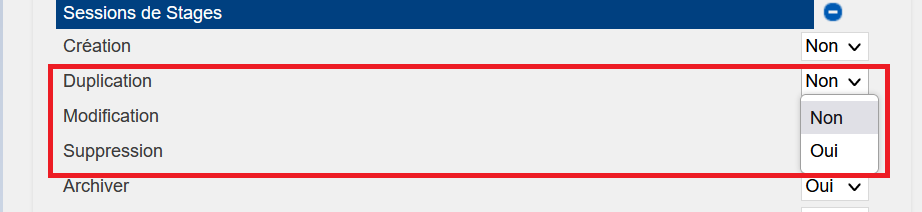 Sessions de Stages
Création Non
Duplication Non
Modification Non
Suppression Oui
Archiver Oui